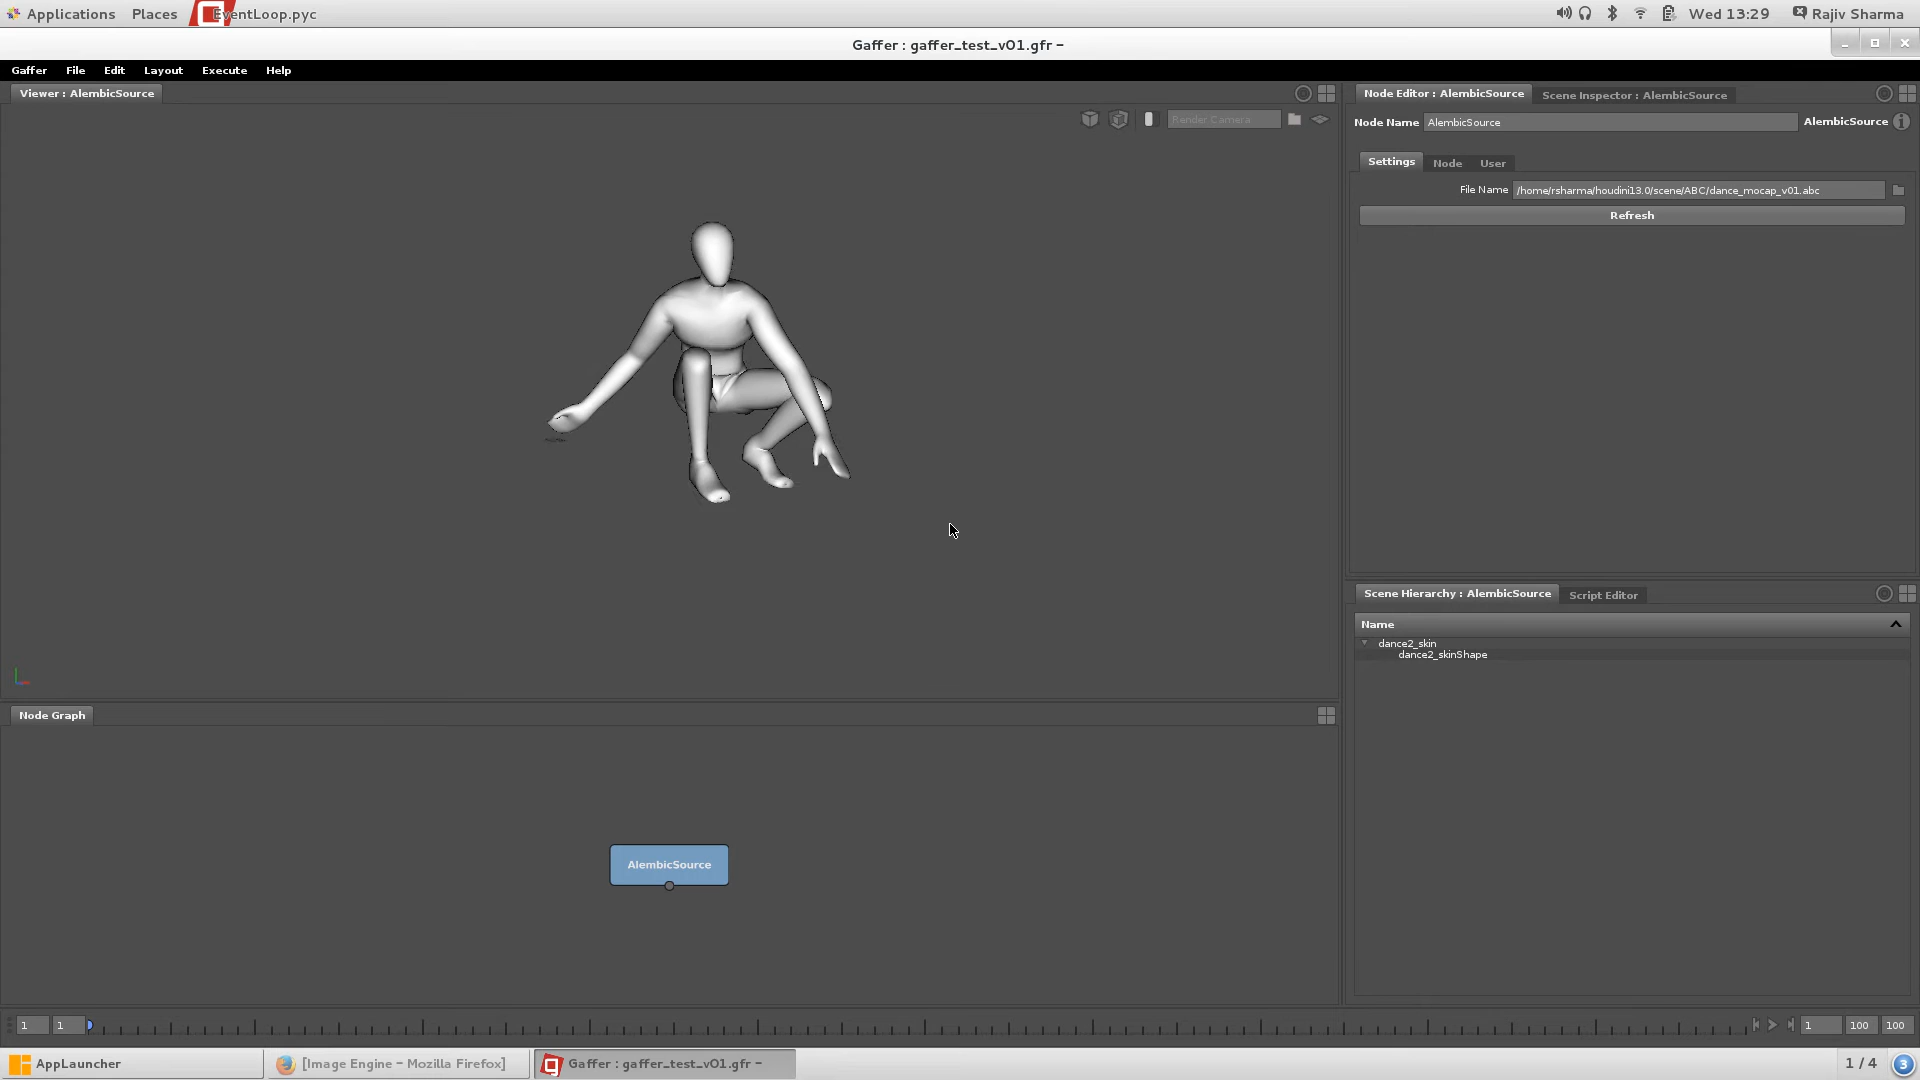 Applications Places EventLoop.pyc Wed 13:29 Rajiv Sharma
Gaffer : gaffer_test_v01.gfr –
Gaffer File Edit Layout Execute Help
Viewer : AlembicSource
Render Camera
Node Editor : AlembicSource Scene Inspector : AlembicSource
Node Name AlembicSource AlembicSource
Settings Node User
File Name /home/rsharma/houdini13.0/scene/ABC/dance_mocap_v01.abc
Refresh
Scene Hierarchy : AlembicSource Script Editor
Name
dance2_skin
dance2_skinShape
Node Graph
AlembicSource
1 1 1 100 100
AppLauncher [Image Engine – Mozilla Firefox] Gaffer : gaffer_test_v01.gfr – 1 / 4 3